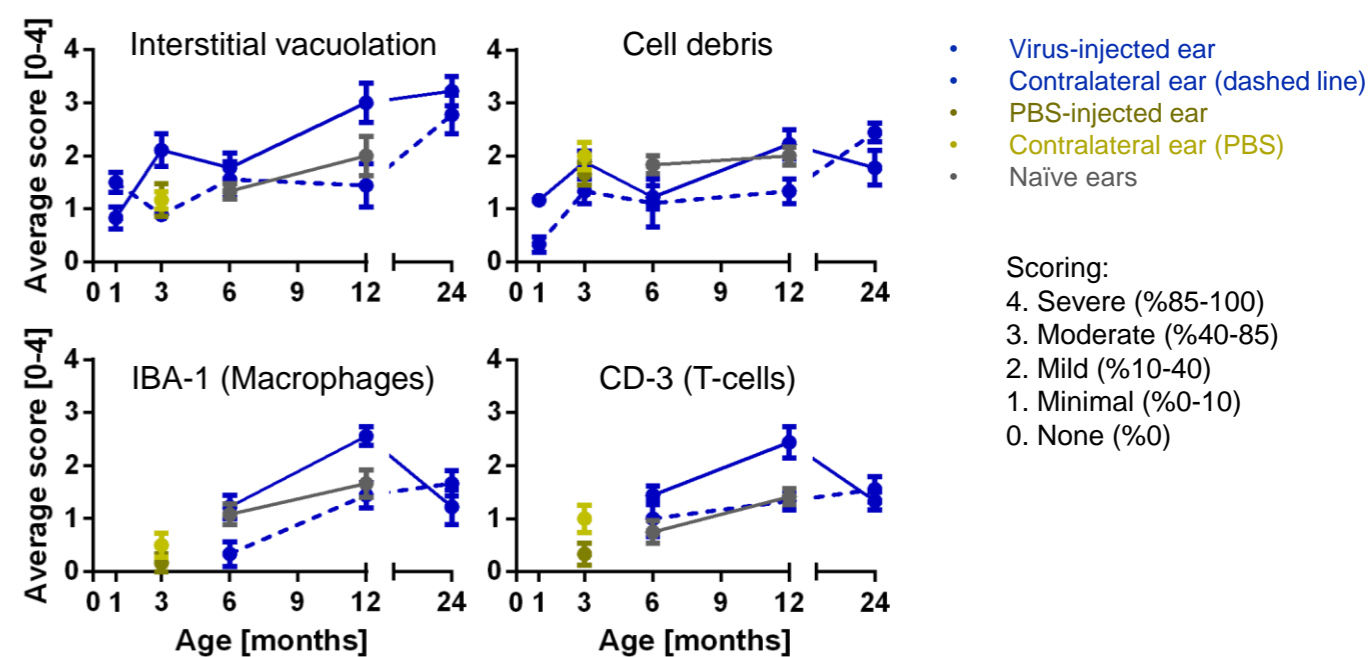 Interstitial vacuolation
Average score [0-4]
4
3
2
1
0
0 1 3 6 9 12 24
Cell debris
4
3
2
1
0
0 1 3 6 9 12 24
• Virus-injected ear
• Contralateral ear (dashed line)
• PBS-injected ear
• Contralateral ear (PBS)
• Naïve ears
Scoring:
4. Severe (%85-100)
3. Moderate (%40-85)
2. Mild (%10-40)
1. Minimal (%0-10)
0. None (%0)
IBA-1 (Macrophages)
Average score [0-4]
4
3
2
1
0
0 1 3 6 9 12 24
Age [months]
CD-3 (T-cells)
4
3
2
1
0
0 1 3 6 9 12 24
Age [months]